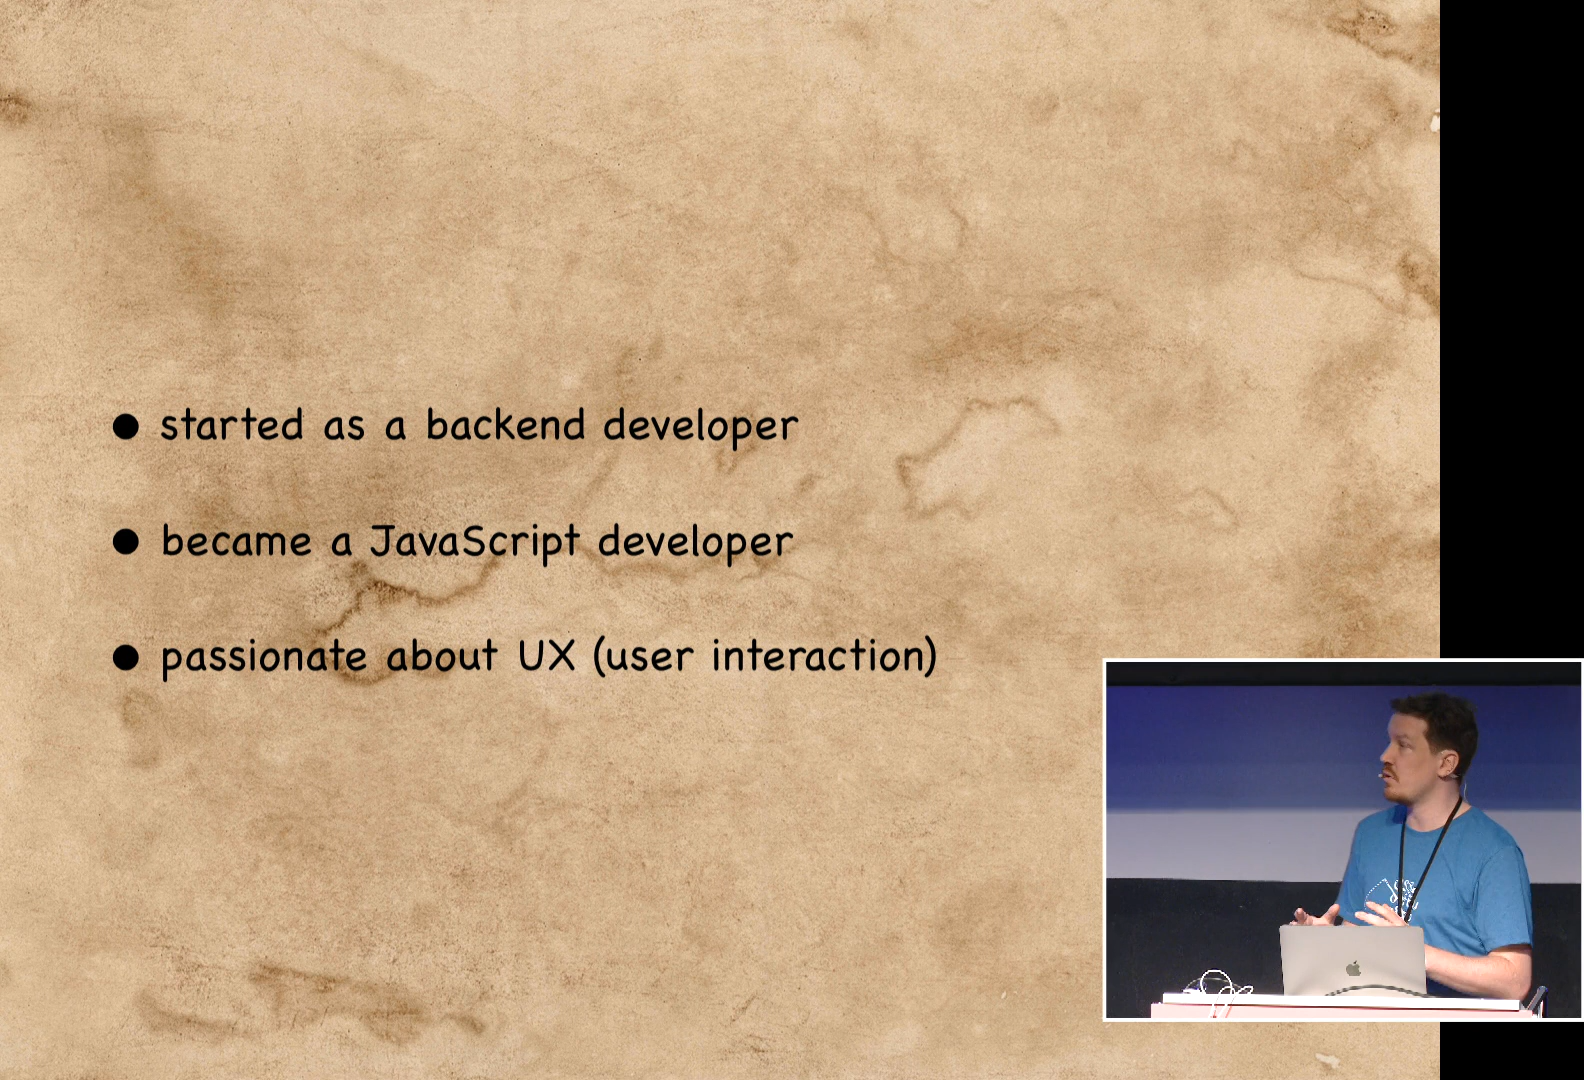 ● started as a backend developer
● became a JavaScript developer
● passionate about UX (user interaction)